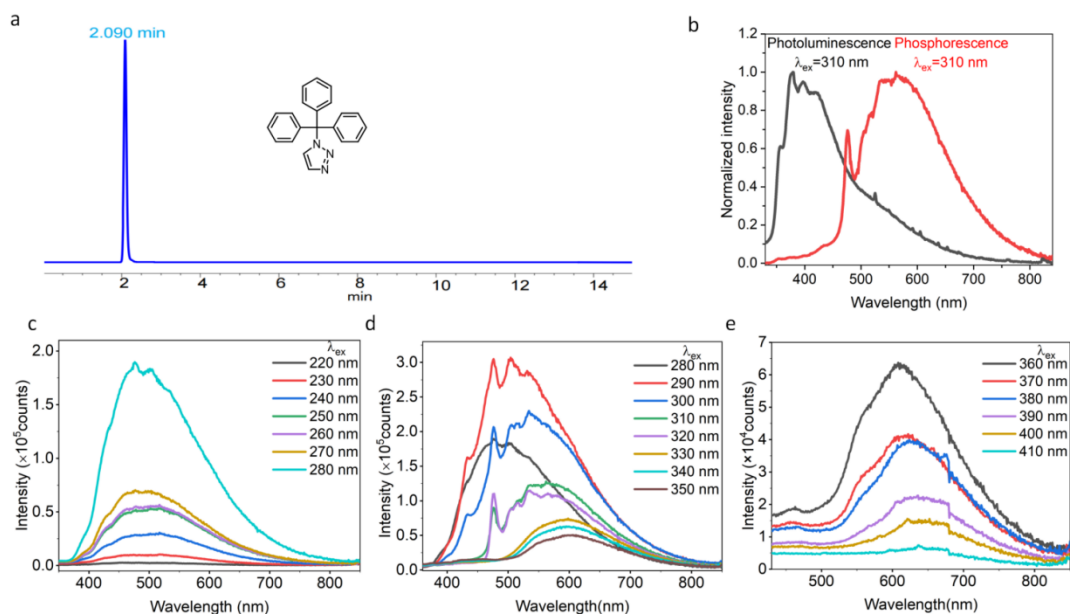 a
2.090 min
N
N
N
2
4
6
8
10
12
14
min
b
Photoluminescence
Phosphorescence
λex=310 nm
λex=310 nm
Normalized intensity
1.2
1.0
0.8
0.6
0.4
0.2
0.0
400
500
600
700
800
Wavelength (nm)
c
λex
220 nm
230 nm
240 nm
250 nm
260 nm
270 nm
280 nm
Intensity (×10⁵counts)
2.0
1.5
1.0
0.5
0.0
400
500
600
700
800
Wavelength (nm)
d
λex
280 nm
290 nm
300 nm
310 nm
320 nm
330 nm
340 nm
350 nm
Intensity (×10⁵counts)
3.0
2.5
2.0
1.5
1.0
0.5
0.0
400
500
600
700
800
Wavelength(nm)
e
λex
360 nm
370 nm
380 nm
390 nm
400 nm
410 nm
Intensity (×10⁴counts)
7
6
4
3
2
1
0
500
600
700
800
Wavelength(nm)